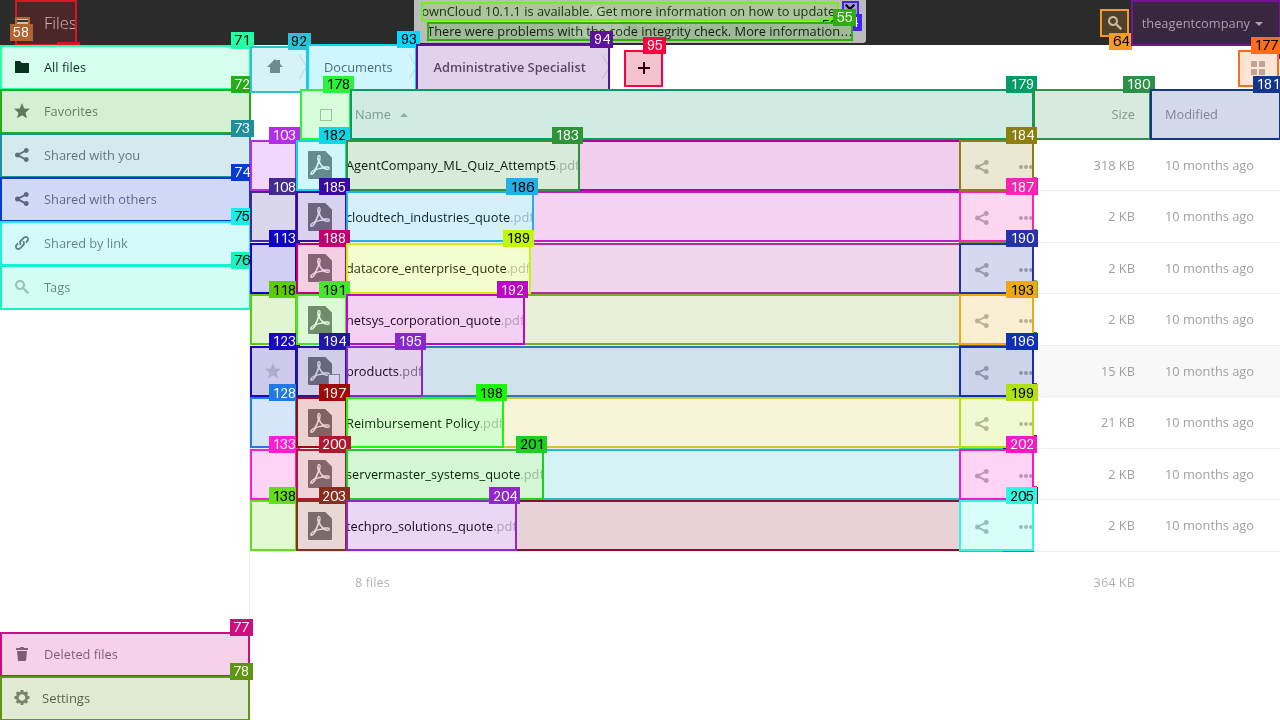 ownCloud 10.1.1 is available. Get more information on how to update.
There were problems with the code integrity check. More information...
55
58
Files
64
theagentcompany
71
92
93
94
95
177
All files
Documents
Administrative Specialist
+
72
178
179
180
181
Favorites
Name
Size
Modified
73
103
182
183
184
Shared with you
AgentCompany_ML_Quiz_Attempt5.pdf
318 KB
10 months ago
74
108
185
186
187
Shared with others
cloudtech_industries_quote.pdf
2 KB
10 months ago
75
113
188
189
190
Shared by link
datacore_enterprise_quote.pdf
2 KB
10 months ago
76
118
191
192
193
Tags
netsys_corporation_quote.pdf
2 KB
10 months ago
123
194
195
196
products.pdf
15 KB
10 months ago
128
197
198
199
Reimbursement Policy.pdf
21 KB
10 months ago
133
200
201
202
servermaster_systems_quote.pdf
2 KB
10 months ago
138
203
204
205
techpro_solutions_quote.pdf
2 KB
10 months ago
8 files
364 KB
77
Deleted files
78
Settings